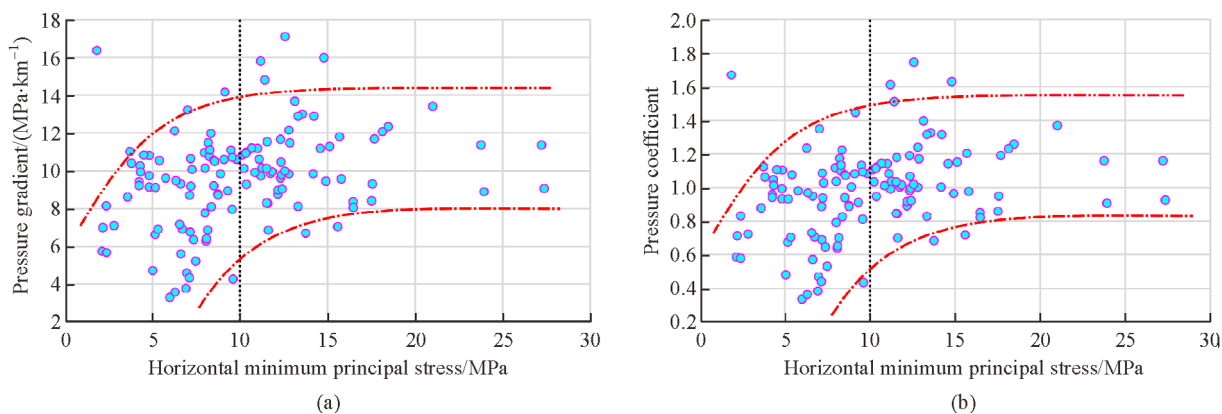 Pressure gradient/(MPa·km⁻¹)
18
16
14
12
10
8
6
4
2
0 5 10 15 20 25 30
Horizontal minimum principal stress/MPa
(a)
Pressure coefficient
2.0
1.8
1.6
1.4
1.2
1.0
0.8
0.6
0.4
0.2
0 5 10 15 20 25 30
Horizontal minimum principal stress/MPa
(b)